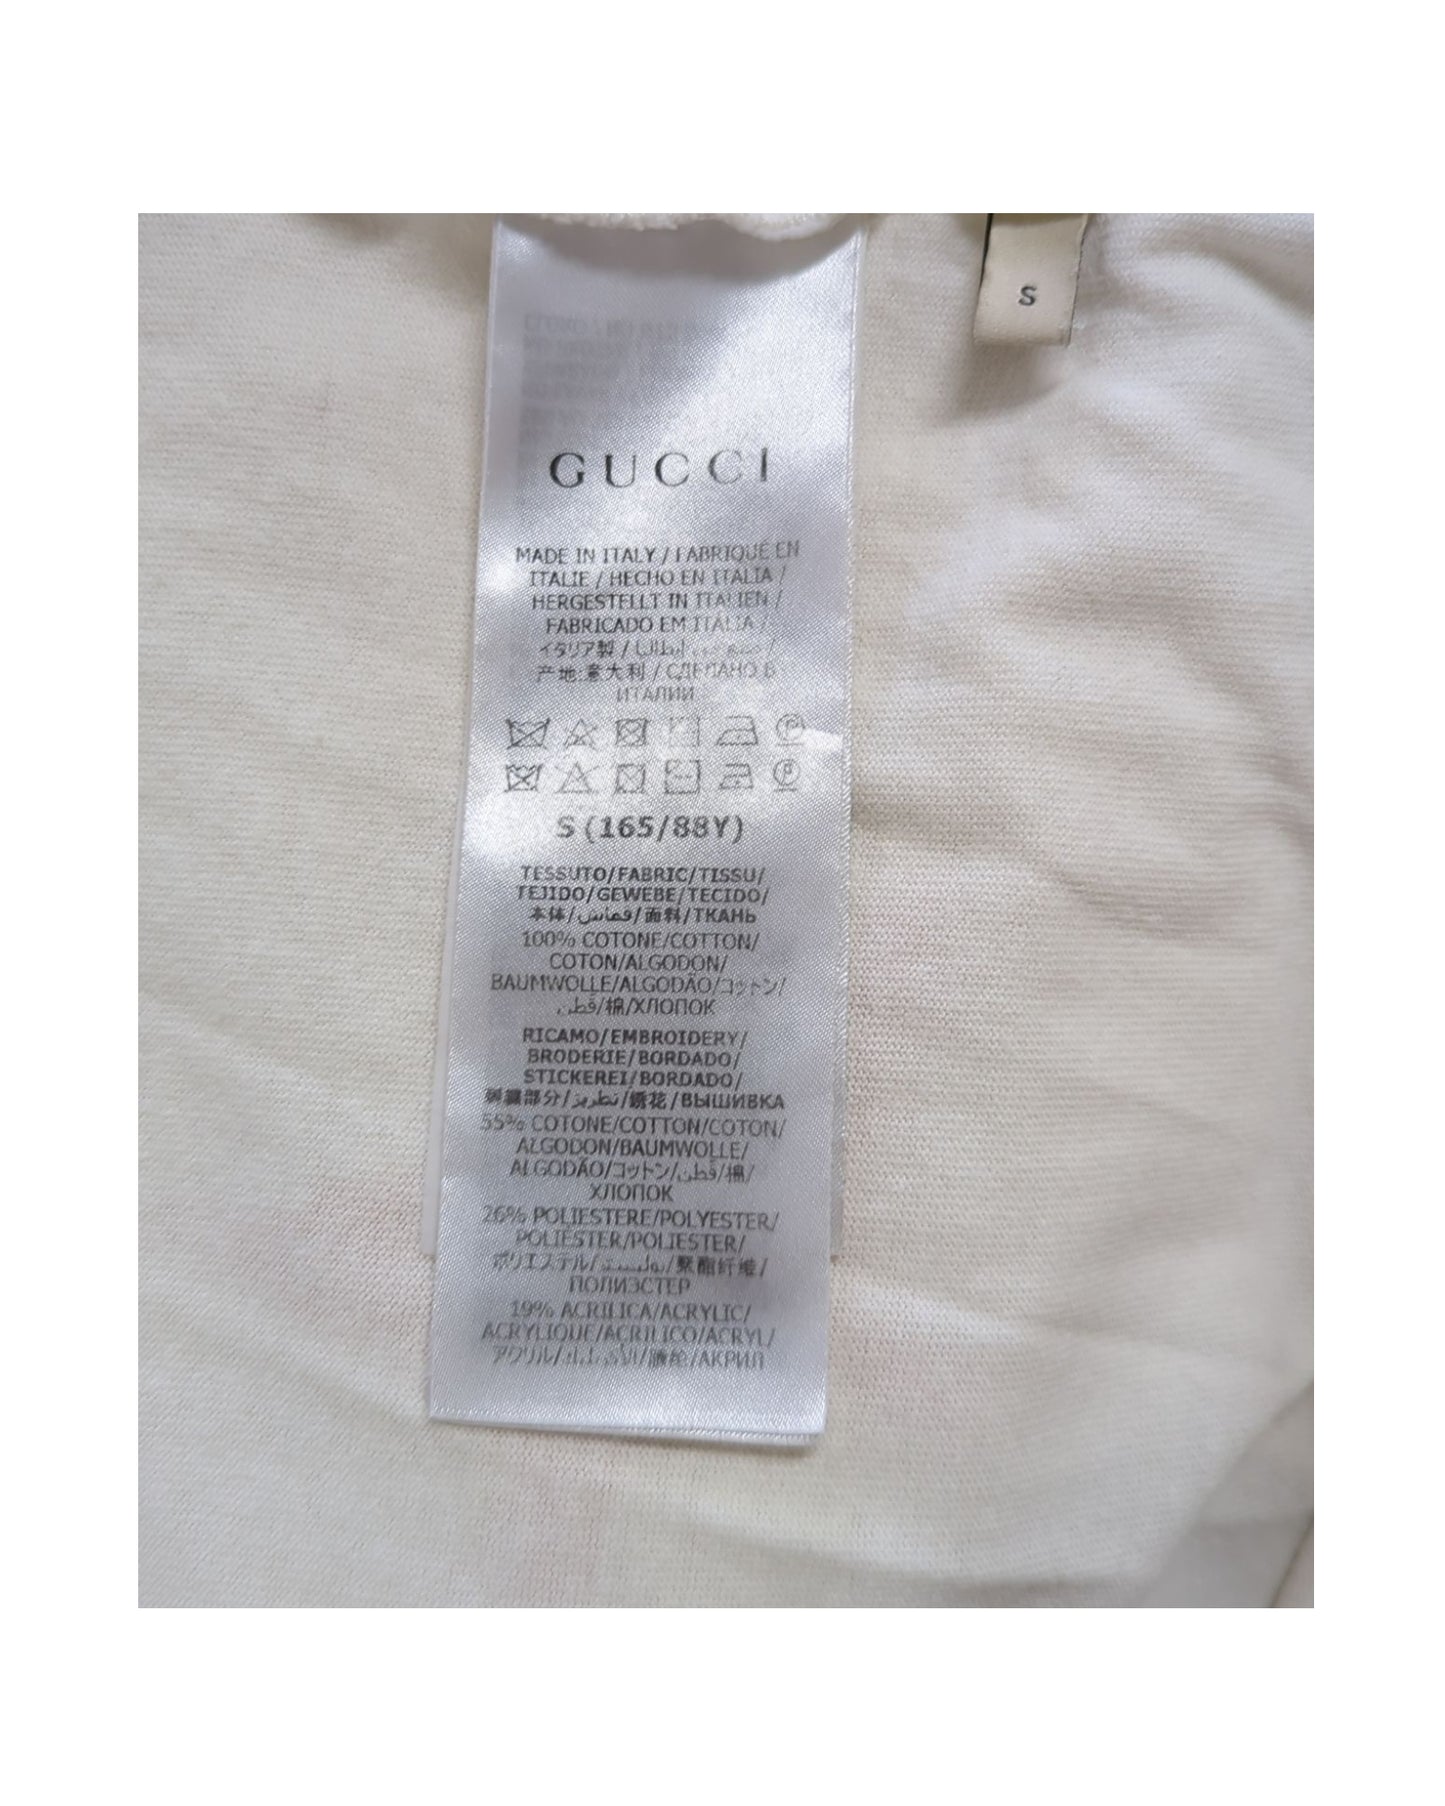 S
GUCCI
MADE IN ITALY / FABRIQUÉ EN
ITALIE / HECHO EN ITALIA /
HERGESTELLT IN ITALIEN /
FABRICADO EM ITÁLIA /
イタリア製 / صنع في إيطاليا /
产地:意大利 / СДЕЛАНО В
ИТАЛИИ
S (165/88Y)
TESSUTO/FABRIC/TISSU/
TEJIDO/GEWEBE/TECIDO/
本体/قماش/面料/ТКАНЬ
100% COTONE/COTTON/
COTON/ALGODON/
BAUMWOLLE/ALGODÃO/コットン/
قطن/棉/ХЛОПОК
RICAMO/EMBROIDERY/
BRODERIE/BORDADO/
STICKEREI/BORDADO/
刺繍部分/تطريز/绣花/ВЫШИВКА
55% COTONE/COTTON/COTON/
ALGODON/BAUMWOLLE/
ALGODÃO/コットン/قطن/棉/
ХЛОПОК
26% POLIESTERE/POLYESTER/
POLIÉSTER/POLIESTER/
ポリエステル/بوليستر/聚酯纤维/
ПОЛИЭСТЕР
19% ACRILICA/ACRYLIC/
ACRYLIQUE/ACRILICO/ACRYL/
アクリル/腈纶/АКРИЛ